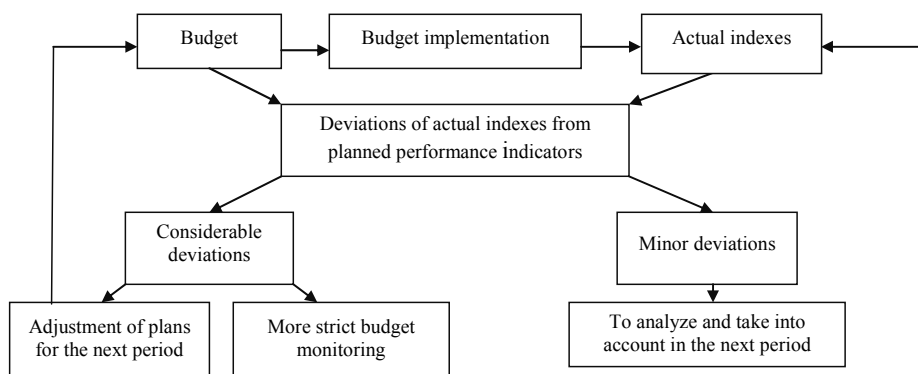 Budget
Budget implementation
Actual indexes
Deviations of actual indexes from
planned performance indicators
Considerable
deviations
Minor deviations
Adjustment of plans
for the next period
More strict budget
monitoring
To analyze and take into
account in the next period